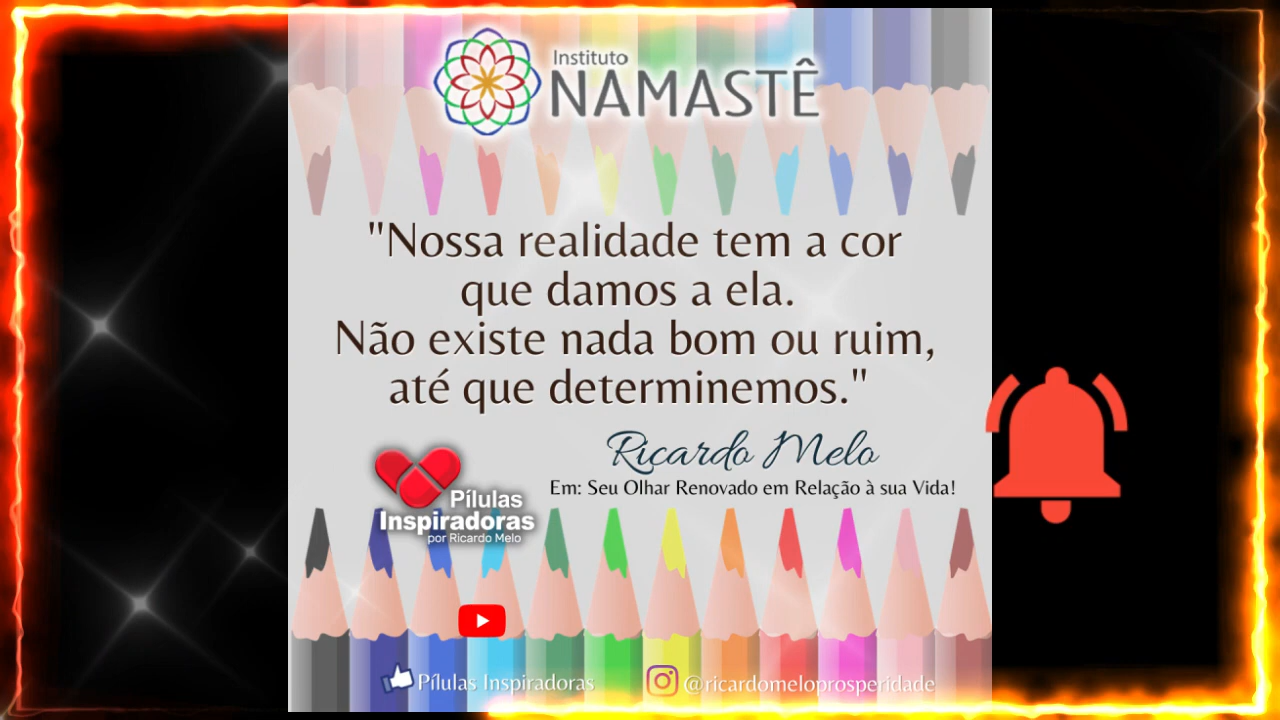 Instituto
NAMASTÊ
"Nossa realidade tem a cor
que damos a ela.
Não existe nada bom ou ruim,
até que determinemos."
Ricardo Melo
Em: Seu Olhar Renovado em Relação à sua Vida!
Pílulas
Inspiradoras
por Ricardo Melo
Pílulas Inspiradoras
@ricardomeloprosperidade